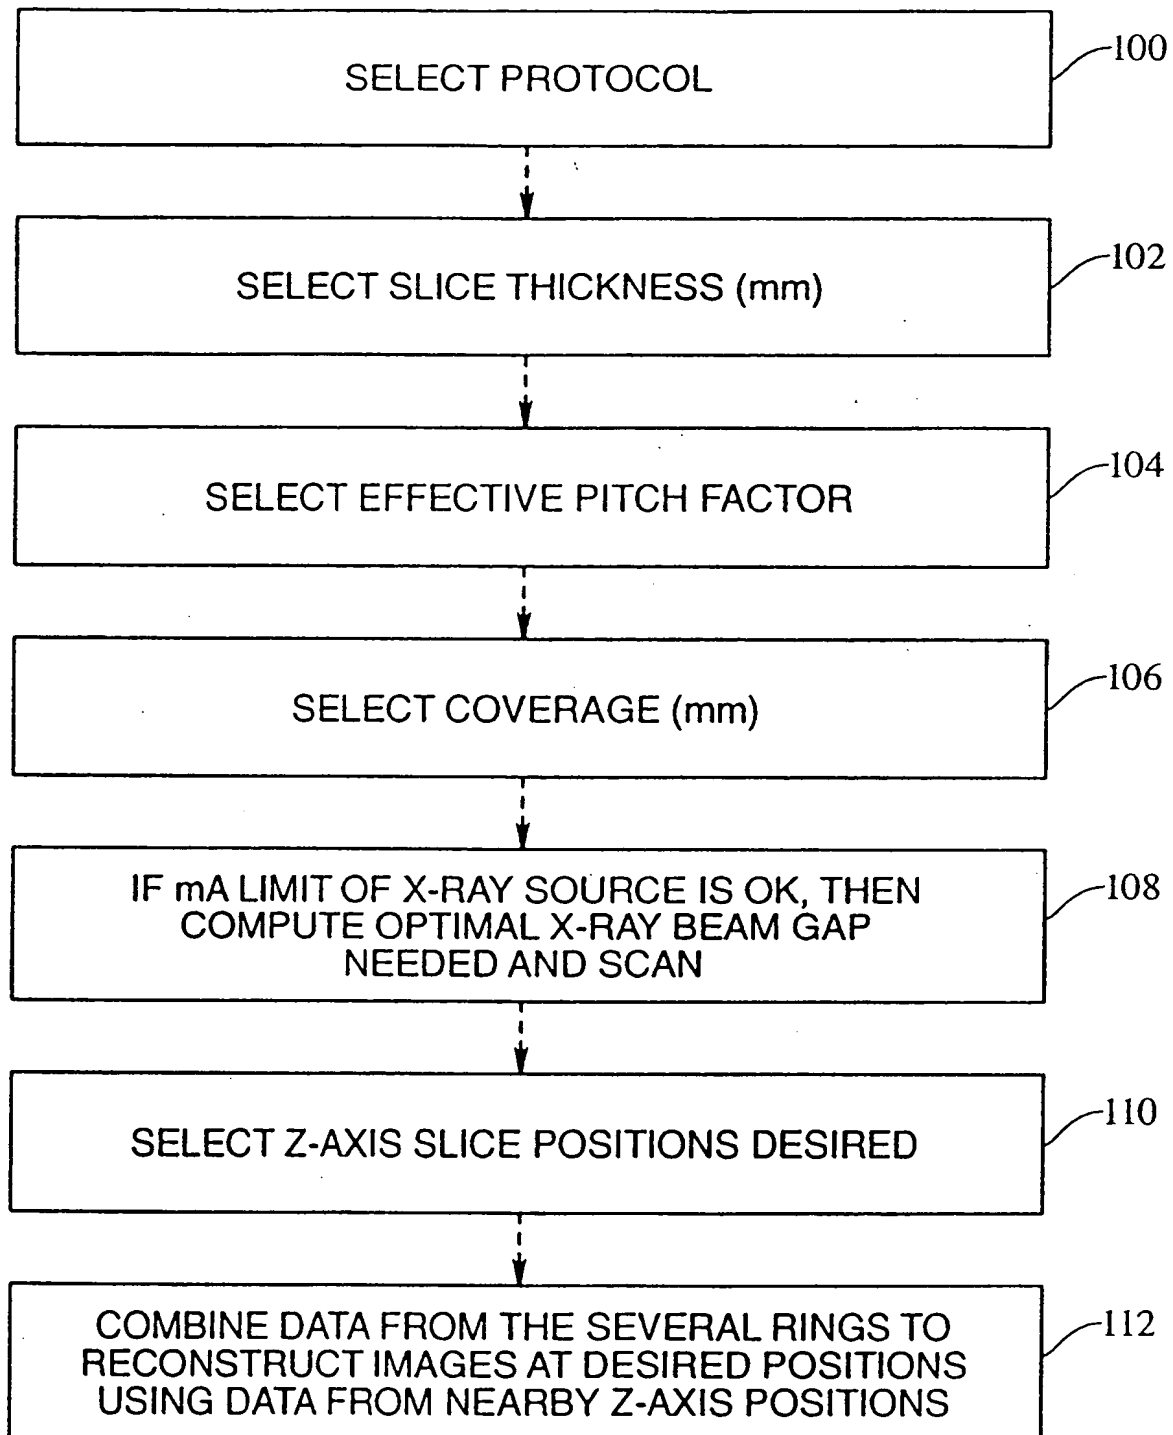 SELECT PROTOCOL
100
SELECT SLICE THICKNESS (mm)
102
SELECT EFFECTIVE PITCH FACTOR
104
SELECT COVERAGE (mm)
106
IF mA LIMIT OF X-RAY SOURCE IS OK, THEN
COMPUTE OPTIMAL X-RAY BEAM GAP
NEEDED AND SCAN
108
SELECT Z-AXIS SLICE POSITIONS DESIRED
110
COMBINE DATA FROM THE SEVERAL RINGS TO
RECONSTRUCT IMAGES AT DESIRED POSITIONS
USING DATA FROM NEARBY Z-AXIS POSITIONS
112